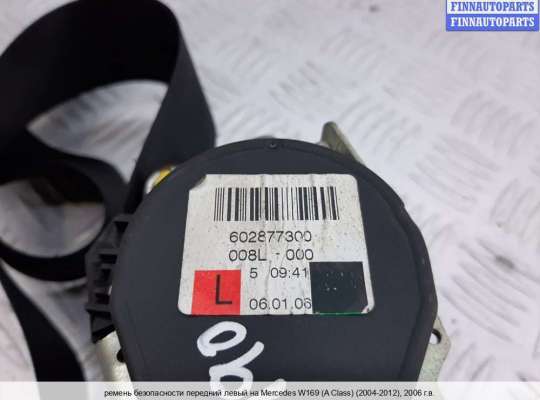 FINNAUTOPARTS
FINNAUTOPARTS
602877300
008L - 000
5 09:41
L
06.01.06
ремень безопасности передний левый на Mercedes W169 (A Class) (2004-2012), 2006 г.в.